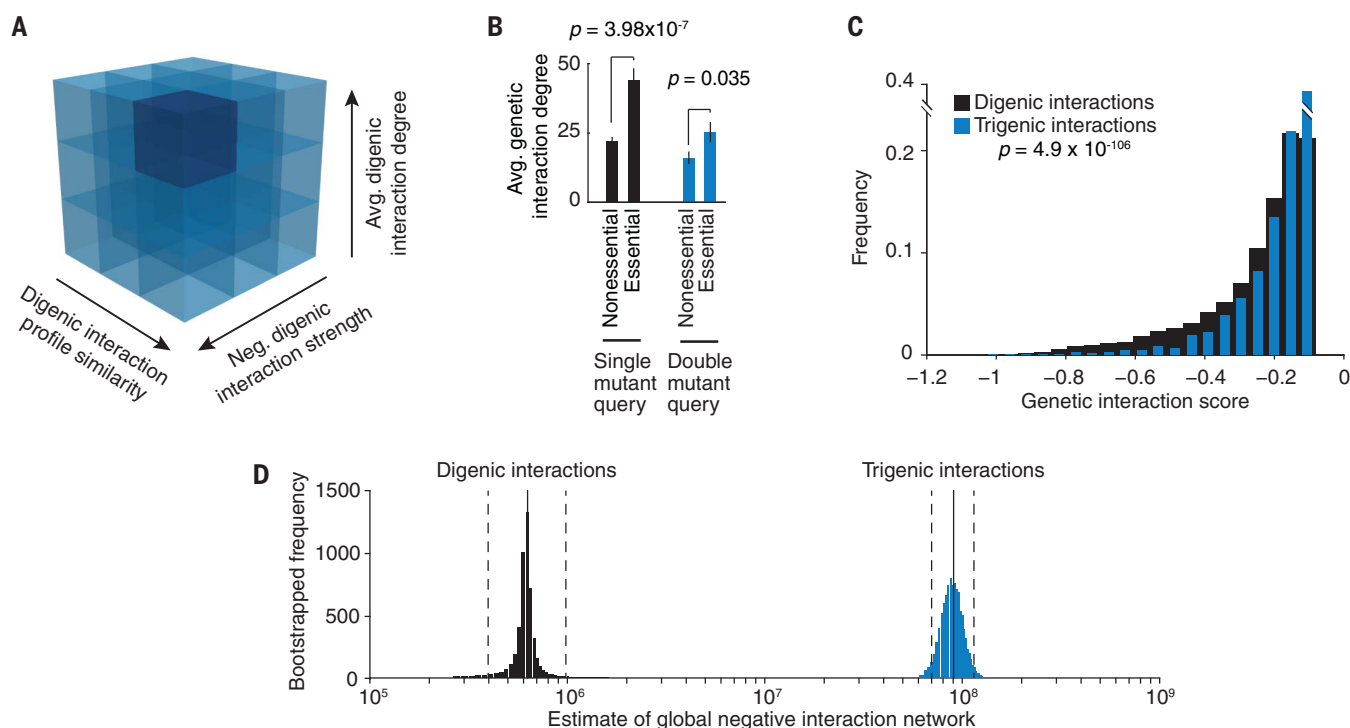 A
Avg. digenic
interaction degree
Digenic interaction
profile similarity
Neg. digenic
interaction strength
B
p = 3.98x10⁻⁷
p = 0.035
50
25
0
Avg. genetic
interaction degree
Nonessential
Essential
Nonessential
Essential
Single
mutant
query
Double
mutant
query
C
0.4
0.2
0.1
0
Frequency
Digenic interactions
Trigenic interactions
p = 4.9 x 10⁻¹⁰⁶
−1.2 −1 −0.8 −0.6 −0.4 −0.2 0
Genetic interaction score
D
Digenic interactions Trigenic interactions
1500
1000
500
0
Bootstrapped frequency
10⁵ 10⁶ 10⁷ 10⁸ 10⁹
Estimate of global negative interaction network